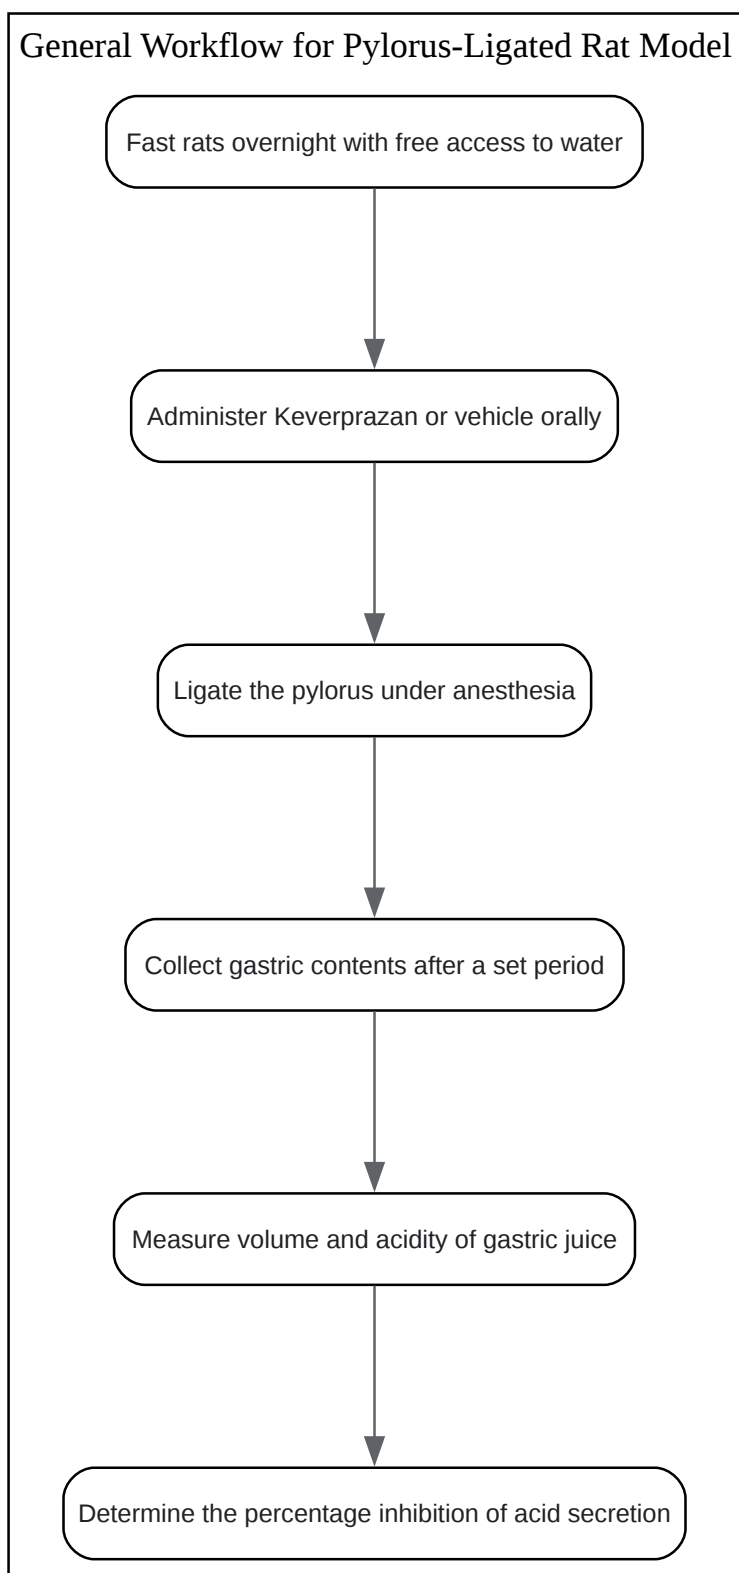 General Workflow for Pylorus-Ligated Rat Model
Fast rats overnight with free access to water
Administer Keverprazan or vehicle orally
Ligate the pylorus under anesthesia
Collect gastric contents after a set period
Measure volume and acidity of gastric juice
Determine the percentage inhibition of acid secretion